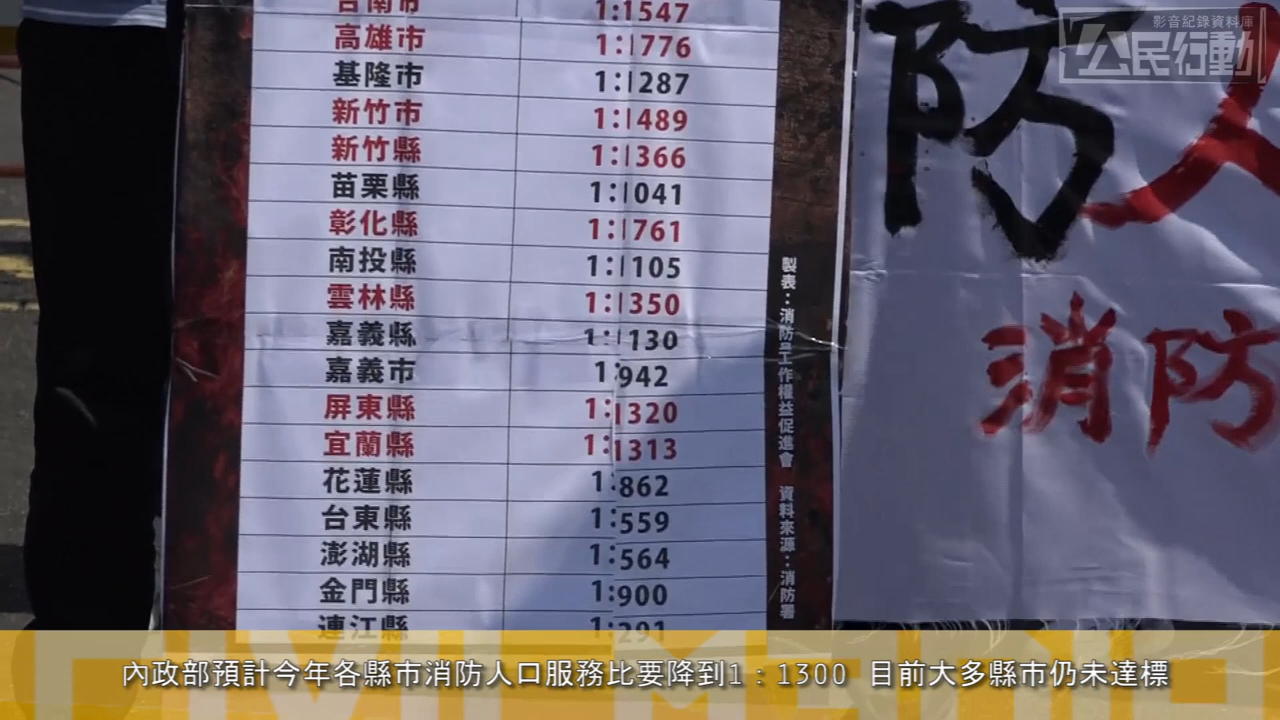 影音紀錄資料庫
公民行動
台南市 1:1547
高雄市 1:1776
基隆市 1:1287
新竹市 1:1489
新竹縣 1:1366
苗栗縣 1:1041
彰化縣 1:1761
南投縣 1:1105
雲林縣 1:1350
嘉義縣 1:1130
嘉義市 1:942
屏東縣 1:1320
宜蘭縣 1:1313
花蓮縣 1:862
台東縣 1:559
澎湖縣 1:564
金門縣 1:900
連江縣 1:291
製表：消防員工作權益促進會 資料來源：消防署
防人
消防
內政部預計今年各縣市消防人口服務比要降到1：1300 目前大多縣市仍未達標